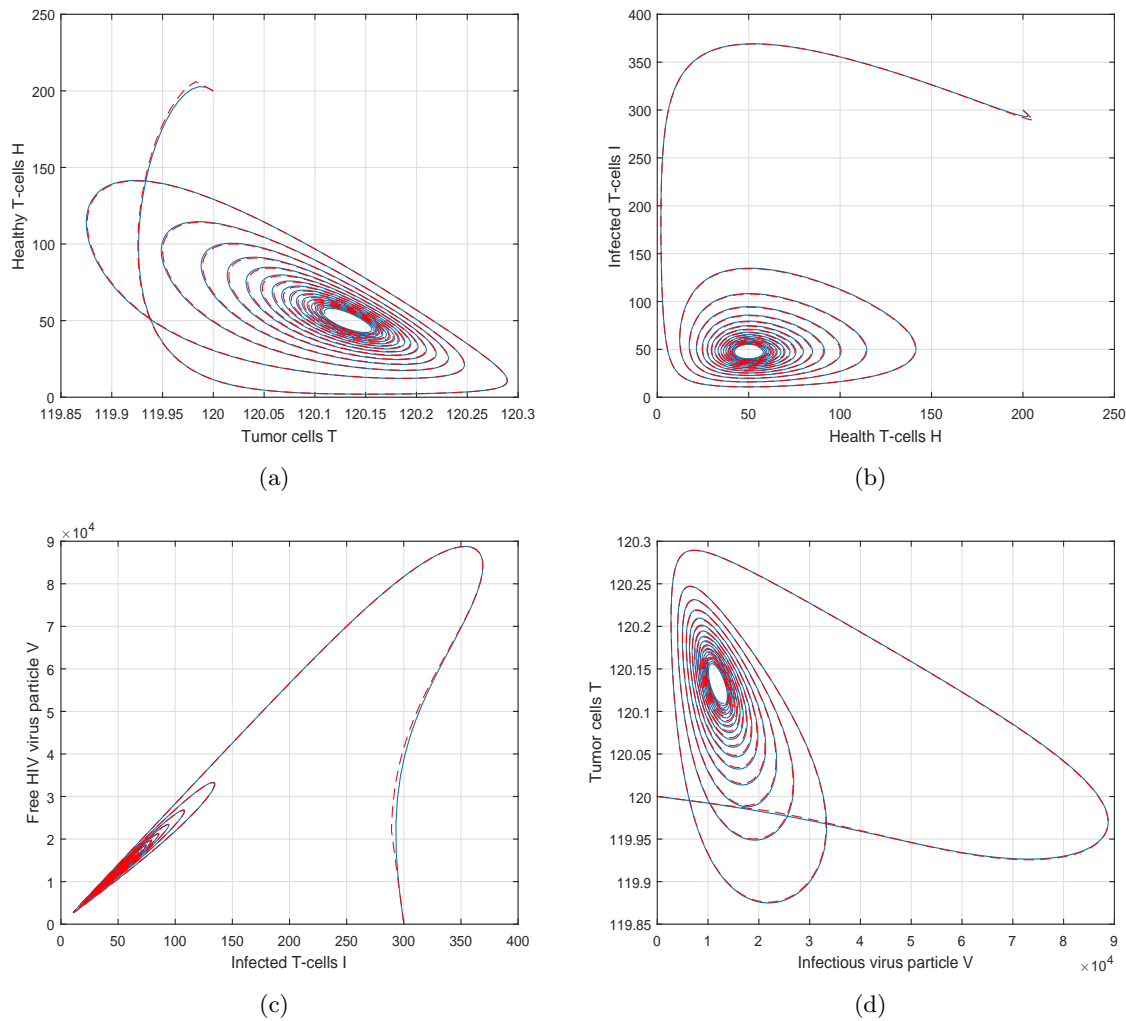 250
200
150
100
50
0
Healthy T-cells H
119.85 119.9 119.95 120 120.05 120.1 120.15 120.2 120.25 120.3
Tumor cells T
(a)
400
350
300
250
200
150
100
50
0
Infected T-cells I
0 50 100 150 200 250
Health T-cells H
(b)
×10⁴
9
8
7
6
5
4
3
2
1
0
Free HIV virus particle V
0 50 100 150 200 250 300 350 400
Infected T-cells I
(c)
120.3
120.25
120.2
120.15
120.1
120.05
120
119.95
119.9
119.85
Tumor cells T
0 1 2 3 4 5 6 7 8 9
Infectious virus particle V
×10⁴
(d)